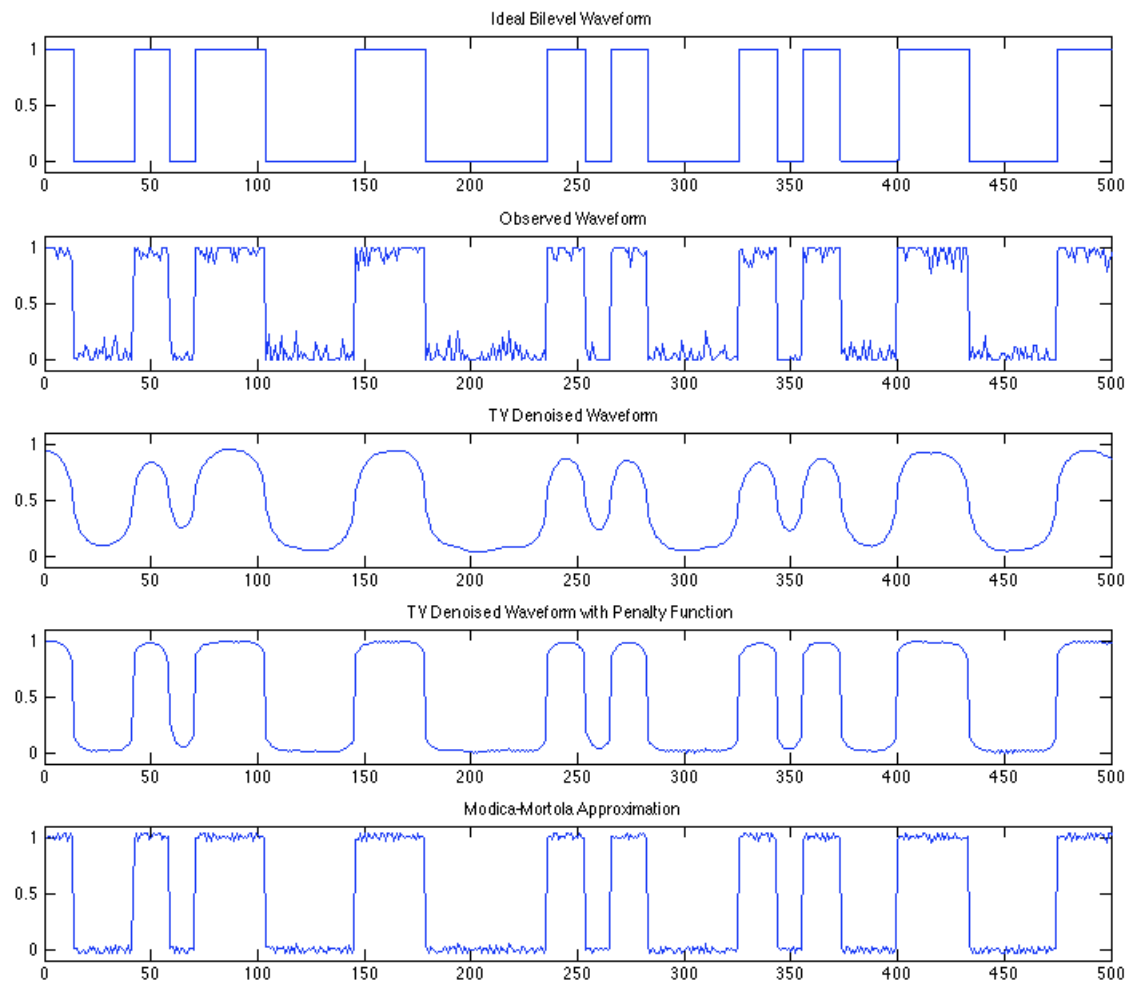 Ideal Bilevel Waveform
1
0.5
0
0 50 100 150 200 250 300 350 400 450 500
Observed Waveform
1
0.5
0
0 50 100 150 200 250 300 350 400 450 500
TV Denoised Waveform
1
0.5
0
0 50 100 150 200 250 300 350 400 450 500
TV Denoised Waveform with Penalty Function
1
0.5
0
0 50 100 150 200 250 300 350 400 450 500
Modica-Mortola Approximation
1
0.5
0
0 50 100 150 200 250 300 350 400 450 500